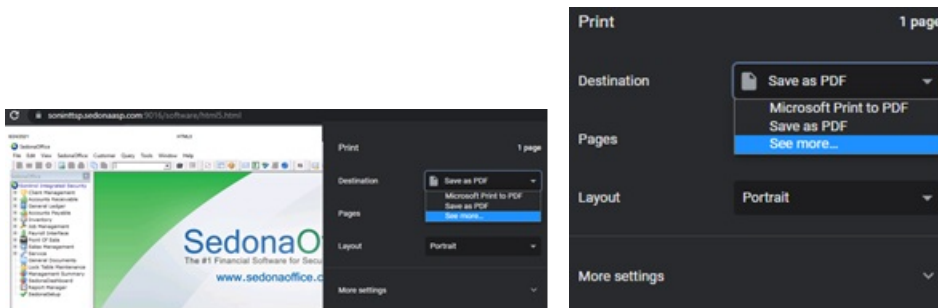 soninttsp.sedonaasp.com:9016/software/html5.html
HTML5
SedonaOffice
File Edit View SedonaOffice Customer Query Tools Window Help
Client Management
Accounts Receivable
General Ledger
Accounts Payable
Inventory
Job Management
Payroll Interface
Point Of Sale
Sales Management
Service
General Documents
Lock Table Maintenance
Management Summary
SedonaDashboard
Report Manager
SedonaSetup
SedonaO
The #1 Financial Software for Secu
www.sedonaoffice.c
Print
1 page
Destination
Save as PDF
Microsoft Print to PDF
Save as PDF
See more...
Pages
Layout
Portrait
More settings
Print
1 page
Destination
Save as PDF
Microsoft Print to PDF
Save as PDF
See more...
Pages
Layout
Portrait
More settings